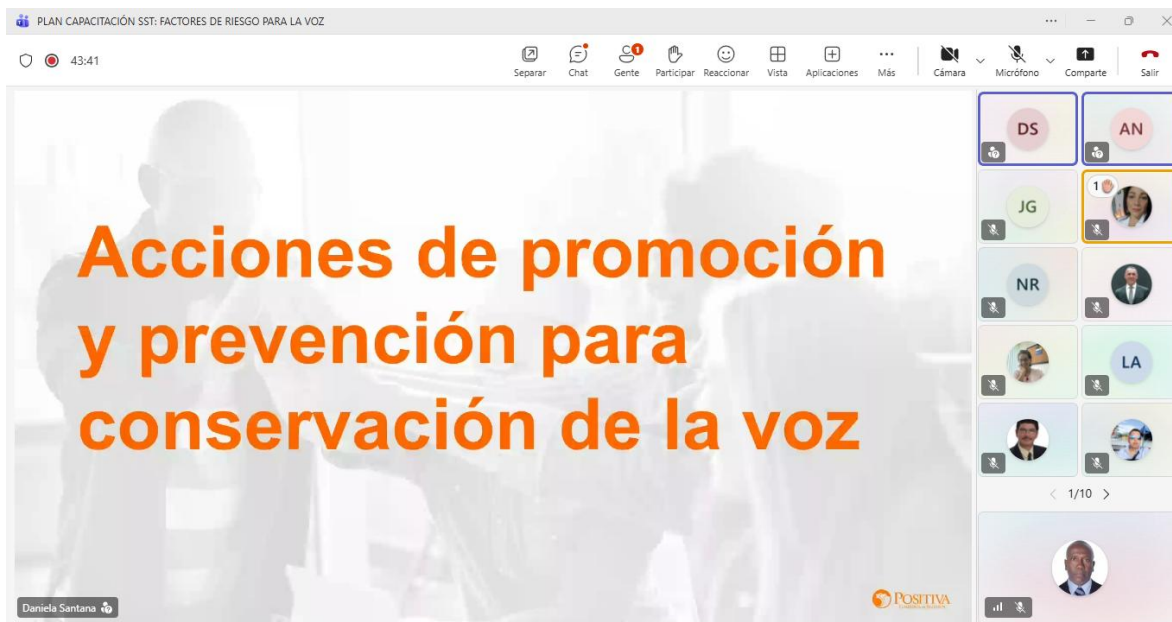 PLAN CAPACITACIÓN SST: FACTORES DE RIESGO PARA LA VOZ
43:41
Separar
Chat
1
Gente
Participar
Reaccionar
Vista
Aplicaciones
Más
Cámara
Micrófono
Comparte
Salir
Acciones de promoción
y prevención para
conservación de la voz
DS
AN
JG
1
NR
LA
1/10
Daniela Santana
POSITIVA